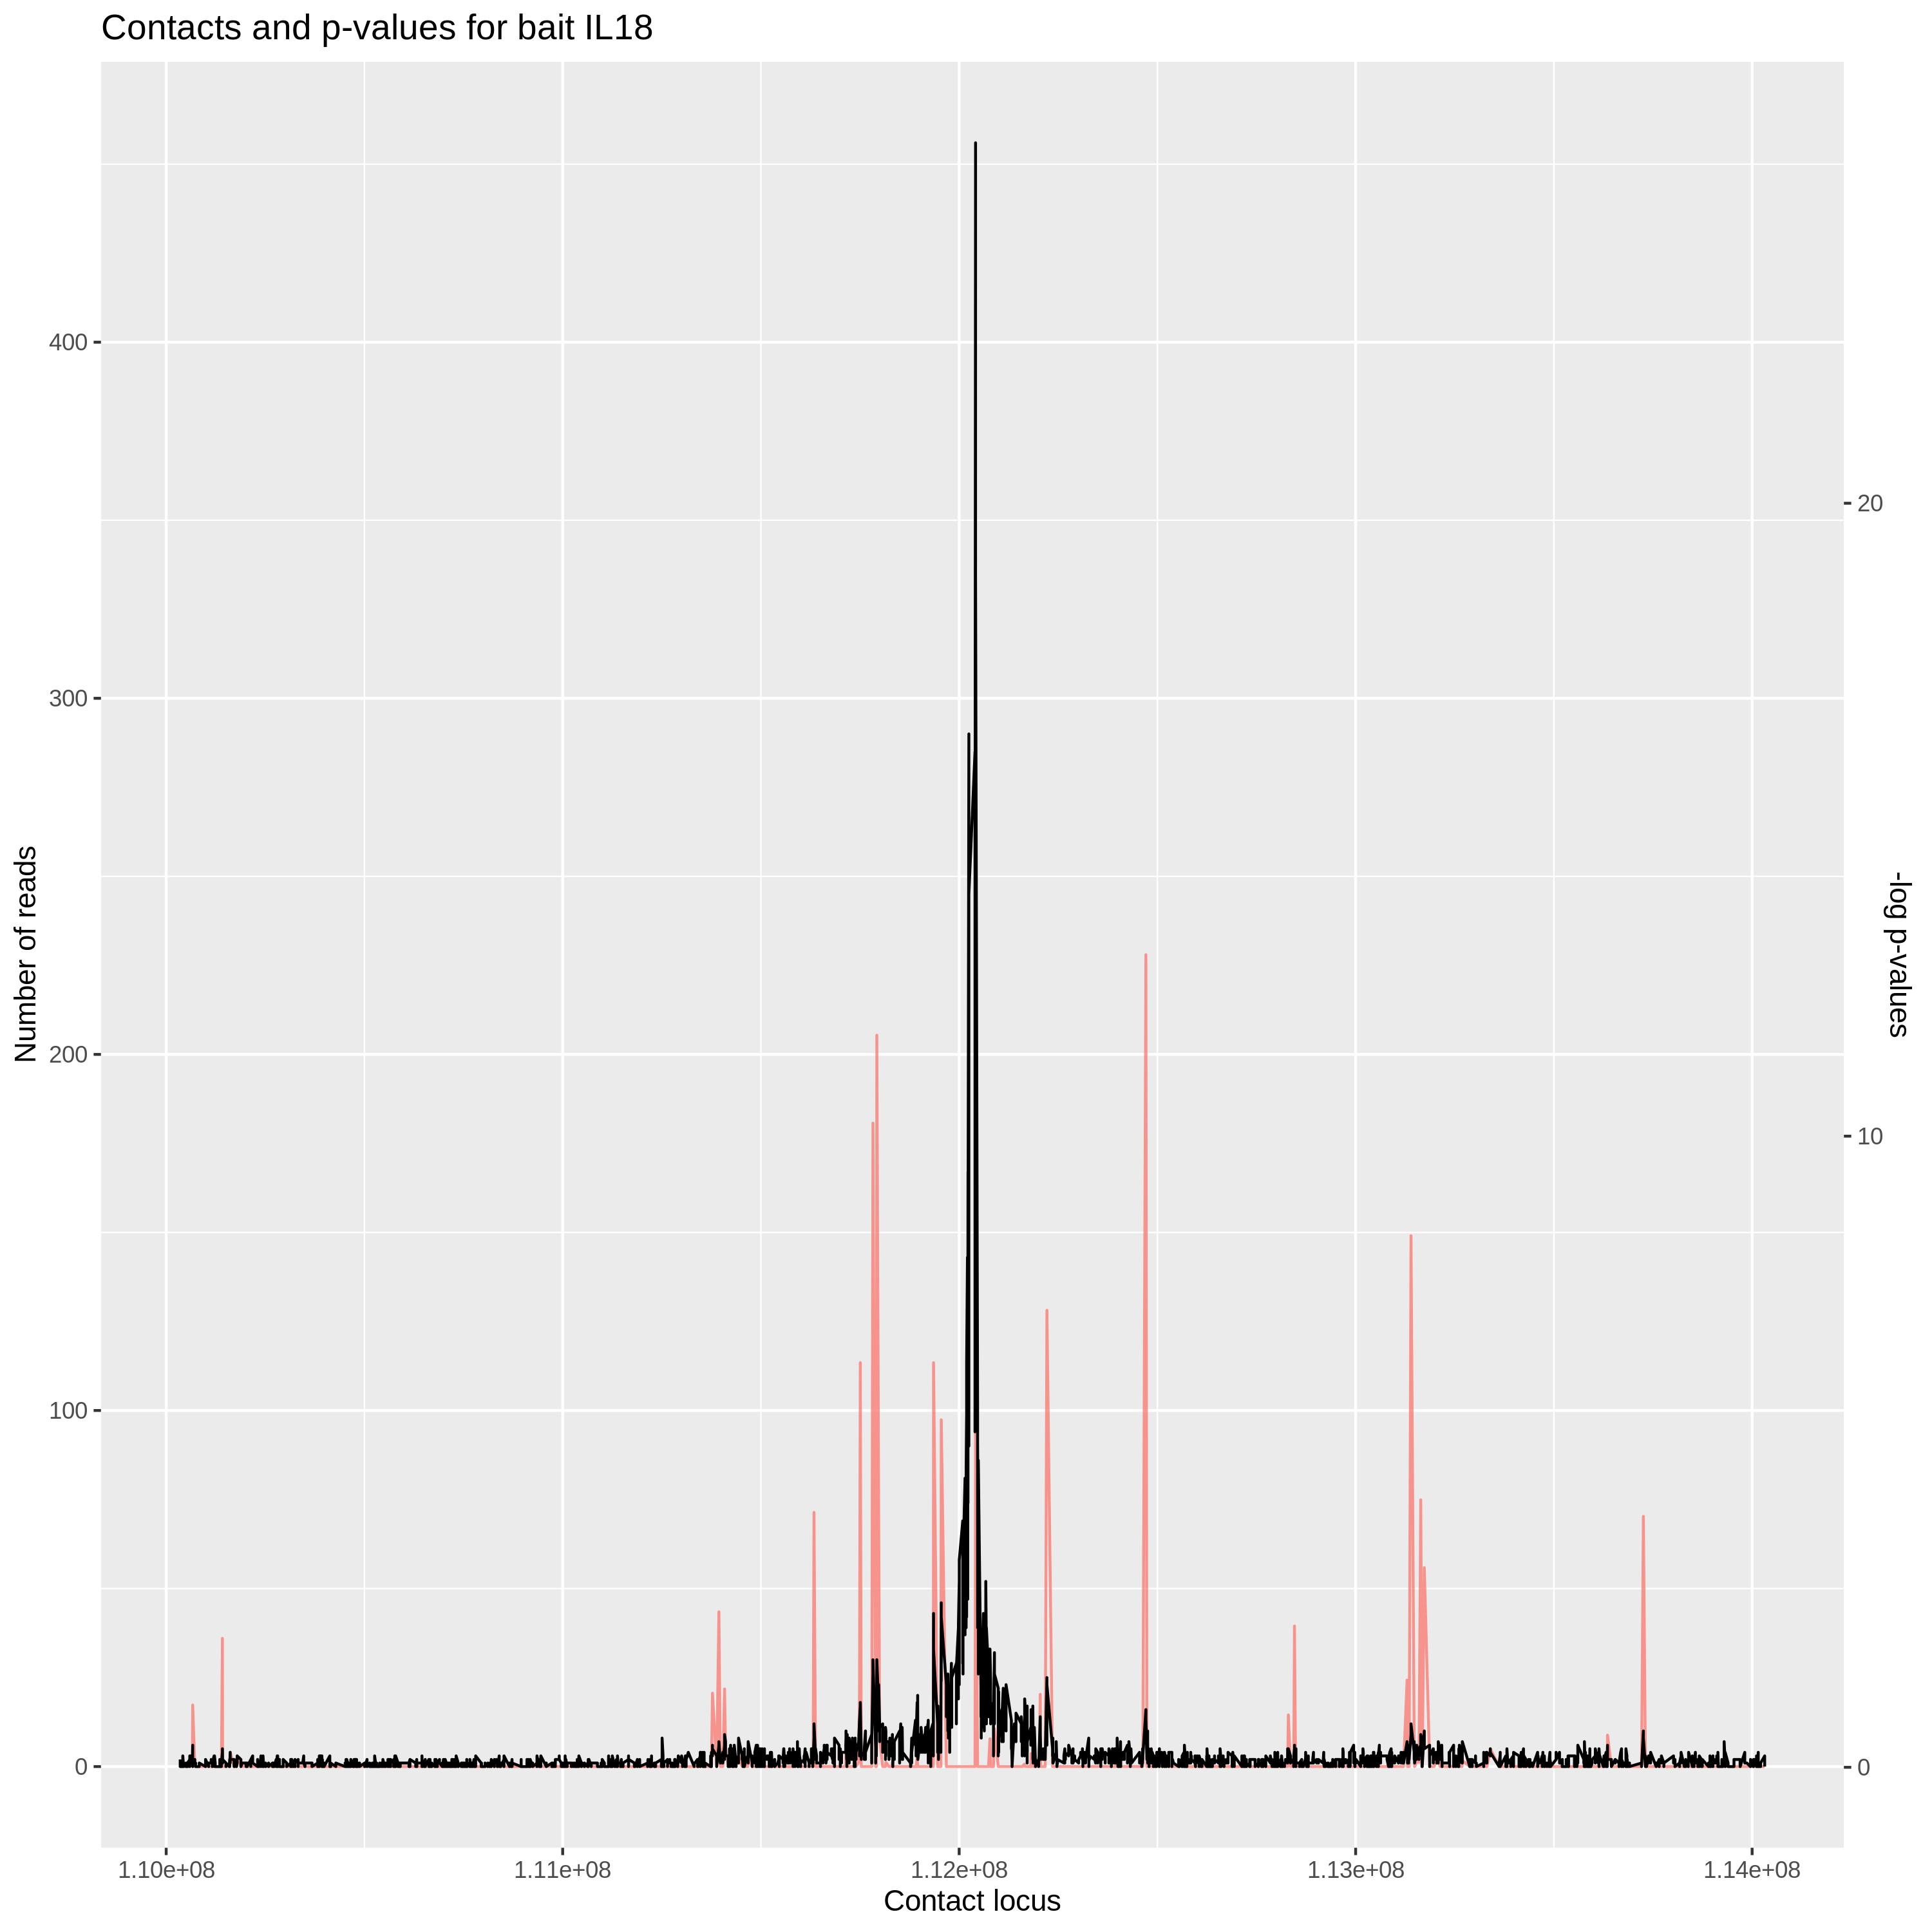 Contacts and p-values for bait IL18
Number of reads
400
300
200
100
0
20
10
0
-log p-values
1.10e+08
1.11e+08
1.12e+08
1.13e+08
1.14e+08
Contact locus